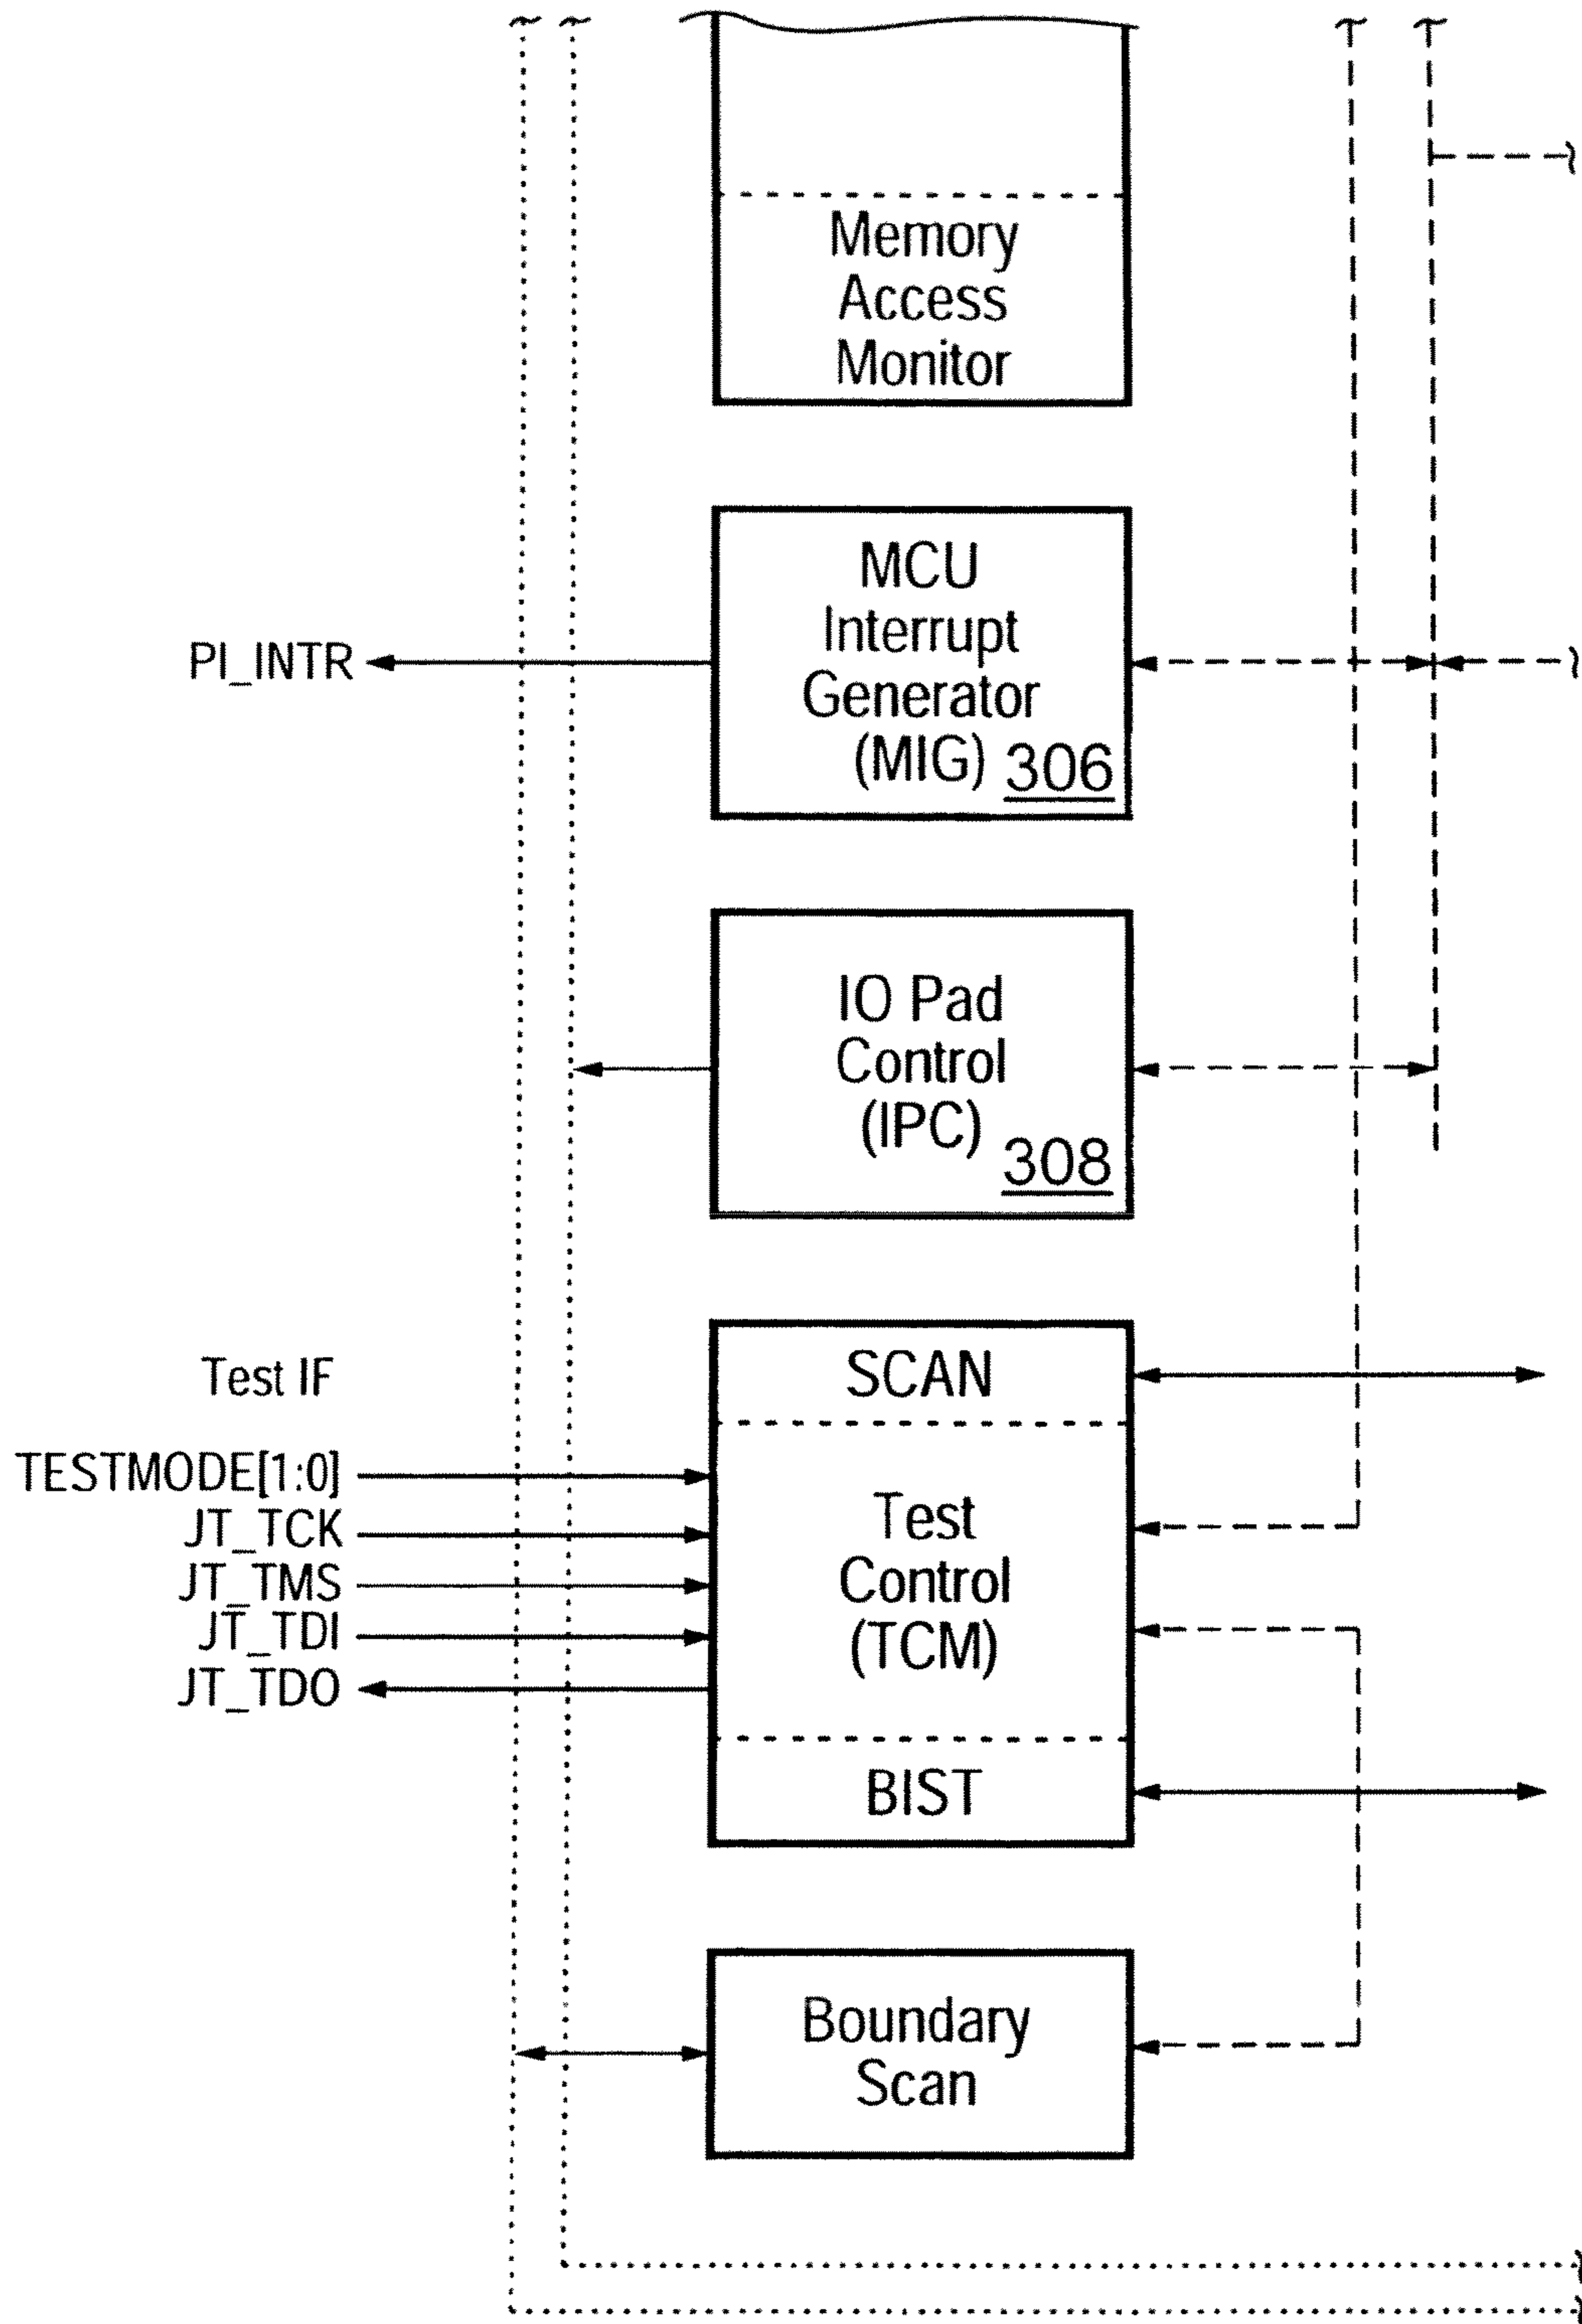 Memory
Access
Monitor
MCU
Interrupt
Generator
(MIG) 306
PI_INTR
IO Pad
Control
(IPC)
308
Test IF
TESTMODE[1:0]
JT_TCK
JT_TMS
JT_TDI
JT_TDO
SCAN
Test
Control
(TCM)
BIST
Boundary
Scan